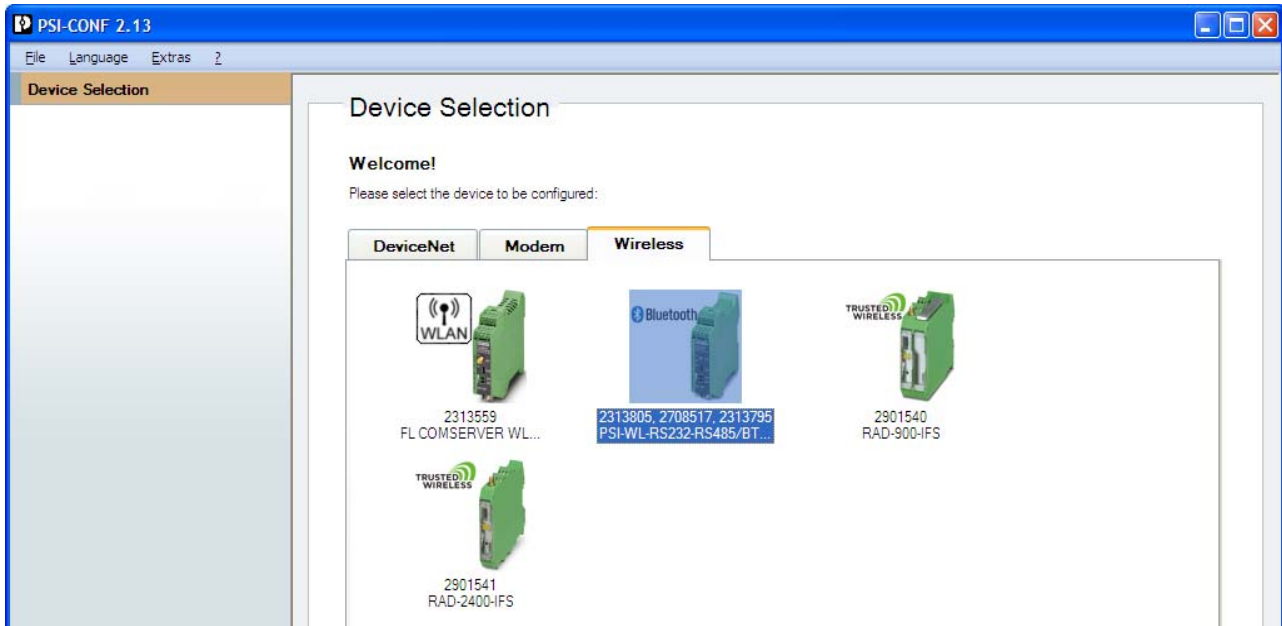 PSI-CONF 2.13
File Language Extras ?
Device Selection
Device Selection
Welcome!
Please select the device to be configured:
DeviceNet Modem Wireless
WLAN
Bluetooth
TRUSTED
WIRELESS
2313559
FL COMSERVER WL...
2313805, 2708517, 2313795
PSI-WL-RS232-RS485/BT...
2901540
RAD-900-IFS
TRUSTED
WIRELESS
2901541
RAD-2400-IFS